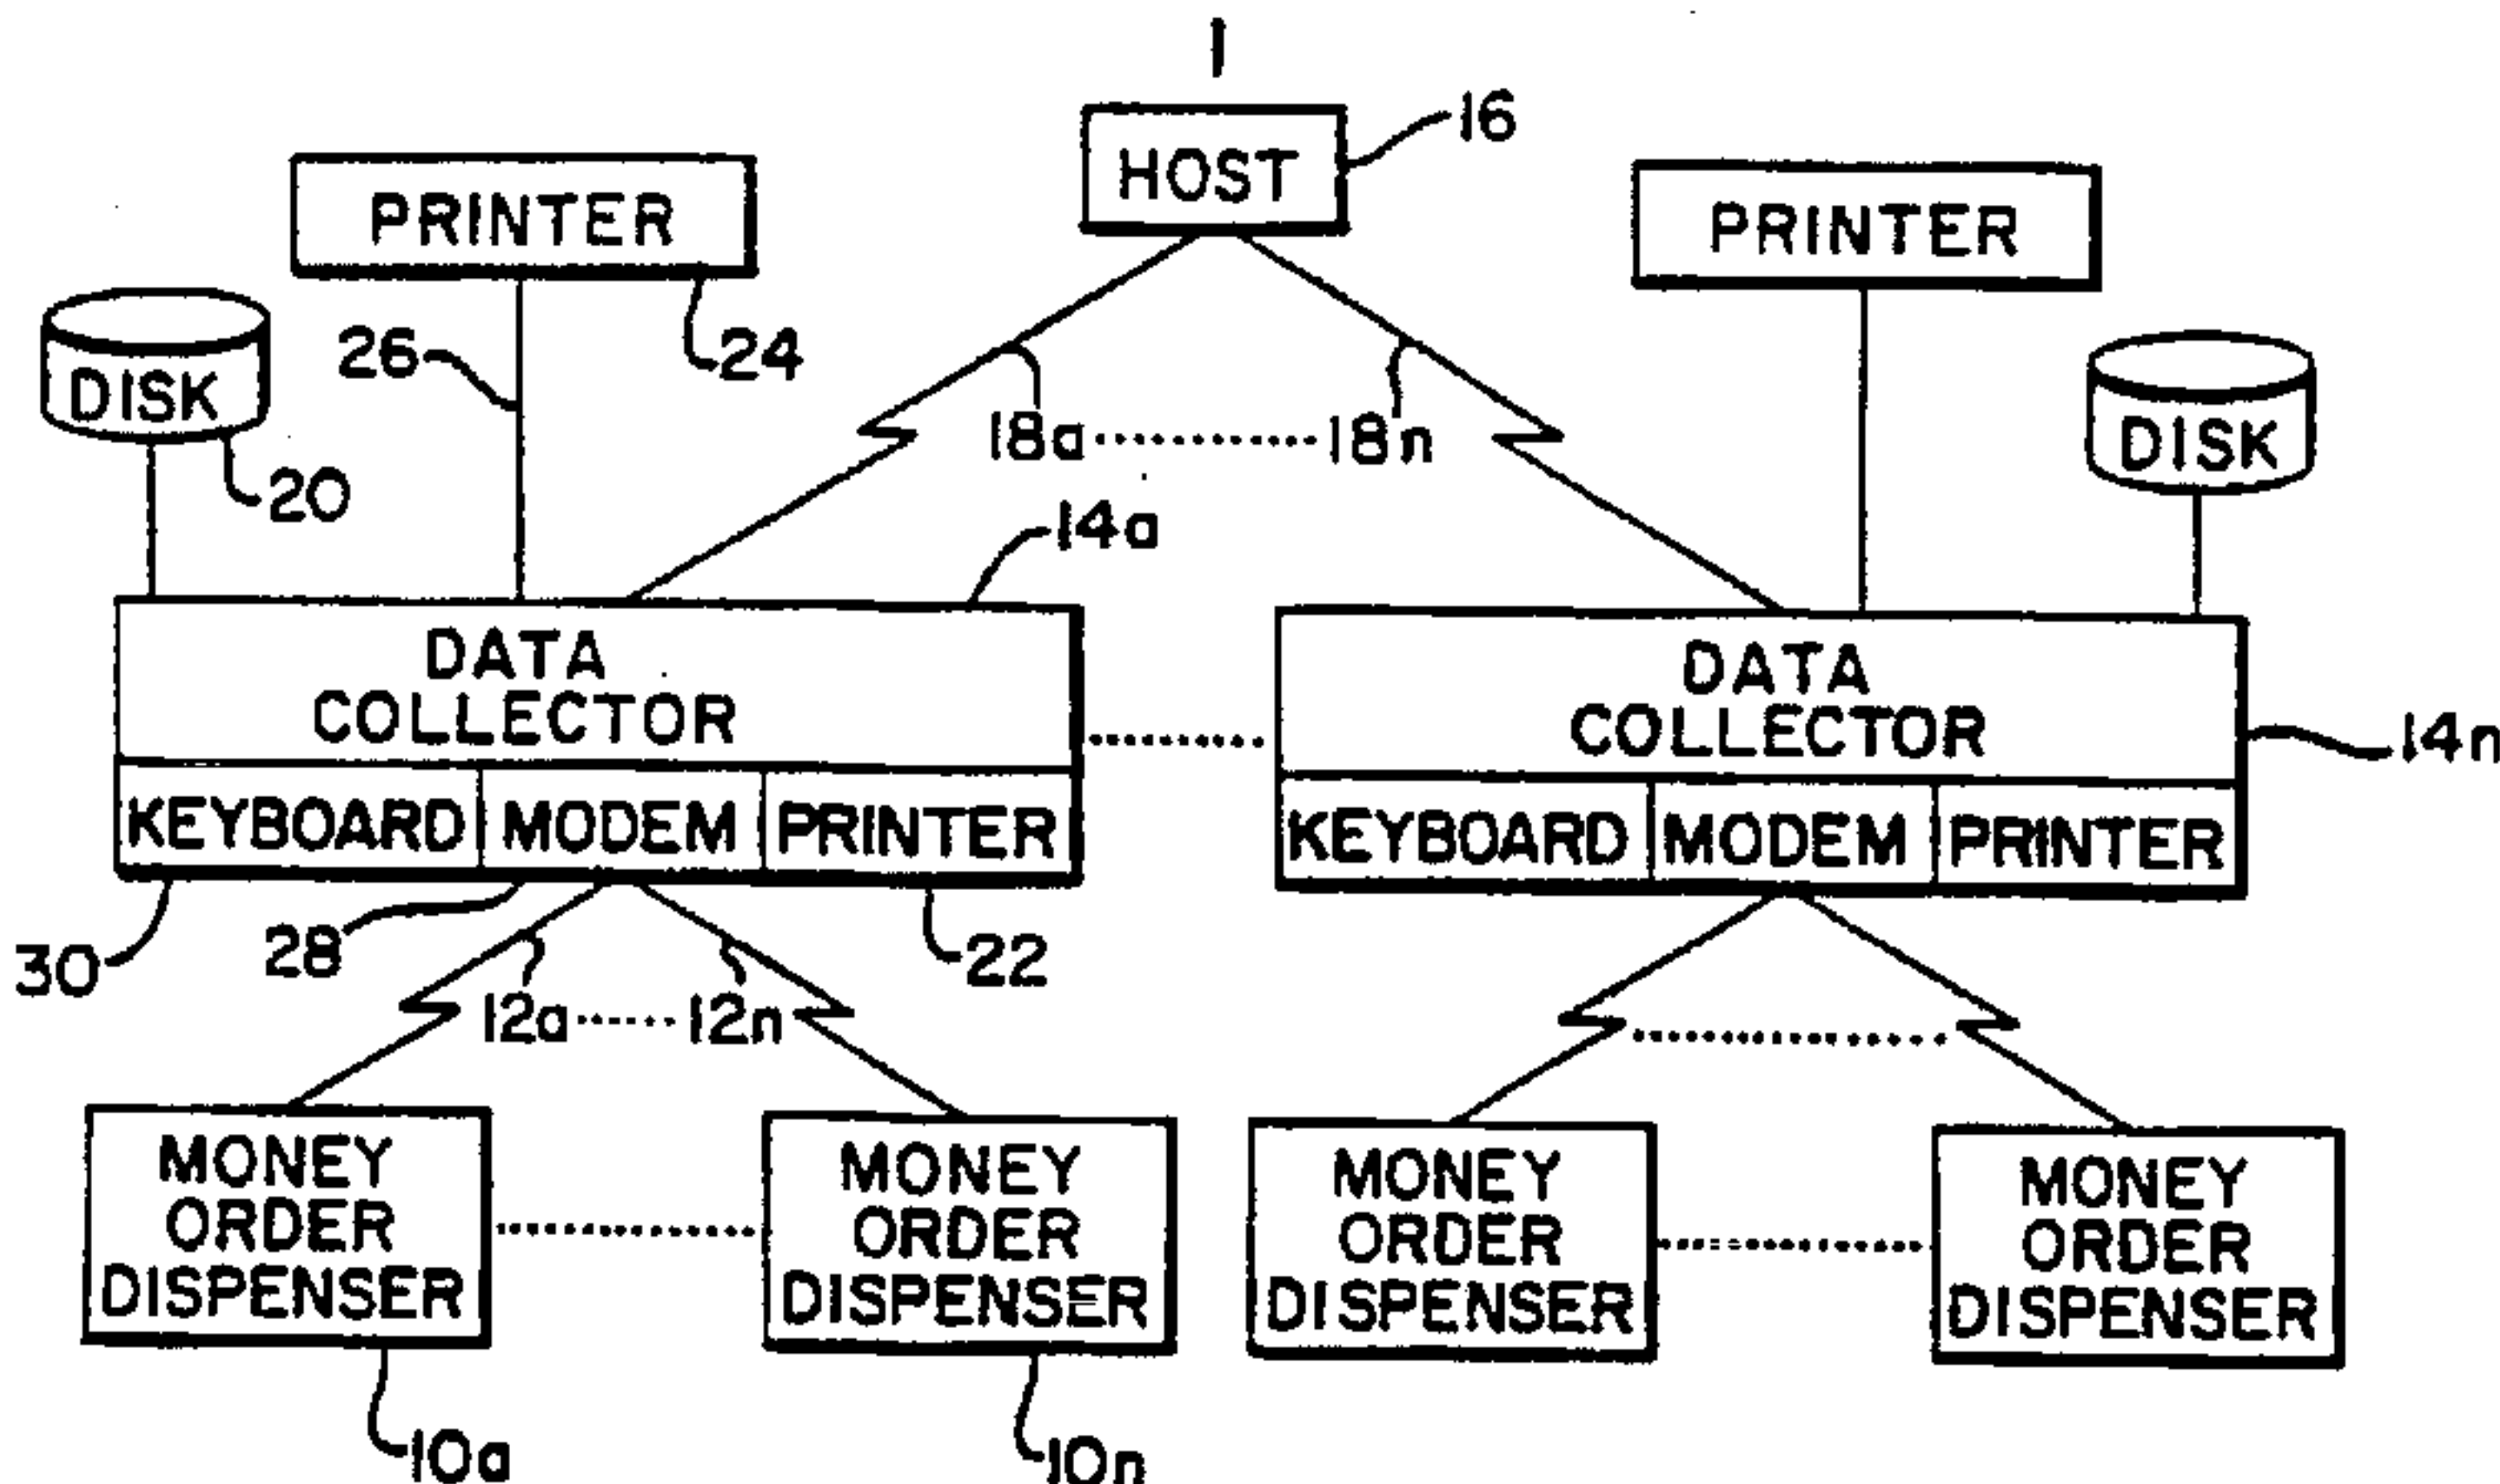 1
HOST
16
PRINTER
PRINTER
26
24
DISK
20
18a
18n
DISK
14a
DATA
COLLECTOR
KEYBOARD
MODEM
PRINTER
DATA
COLLECTOR
KEYBOARD
MODEM
PRINTER
14n
30
28
22
12a
12n
MONEY
ORDER
DISPENSER
MONEY
ORDER
DISPENSER
MONEY
ORDER
DISPENSER
MONEY
ORDER
DISPENSER
10a
10n